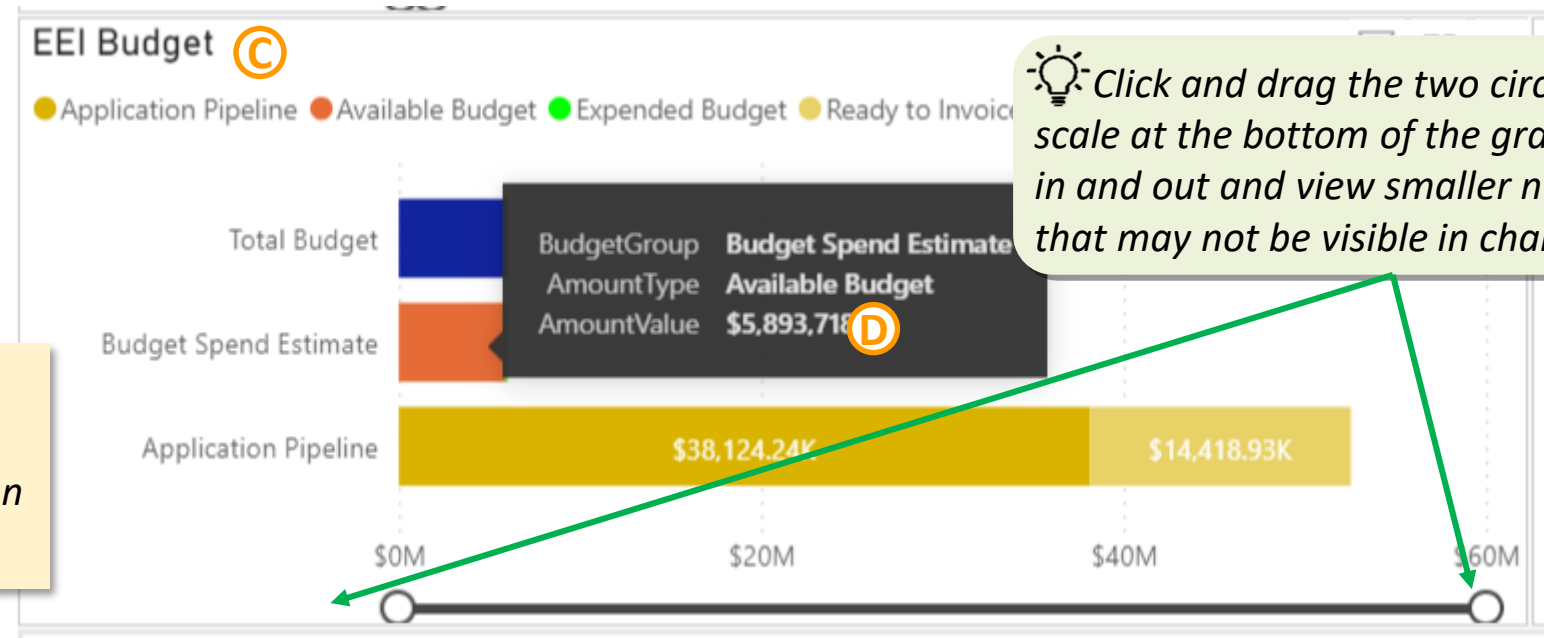 EEI Budget
C
Application Pipeline Available Budget Expended Budget Ready to Invoice
Click and drag the two circ
scale at the bottom of the gra
in and out and view smaller n
that may not be visible in cha
Total Budget
BudgetGroup Budget Spend Estimate
AmountType Available Budget
AmountValue $5,893,718
D
Budget Spend Estimate
Application Pipeline
$38,124.24K
$14,418.93K
n
$0M $20M $40M $60M